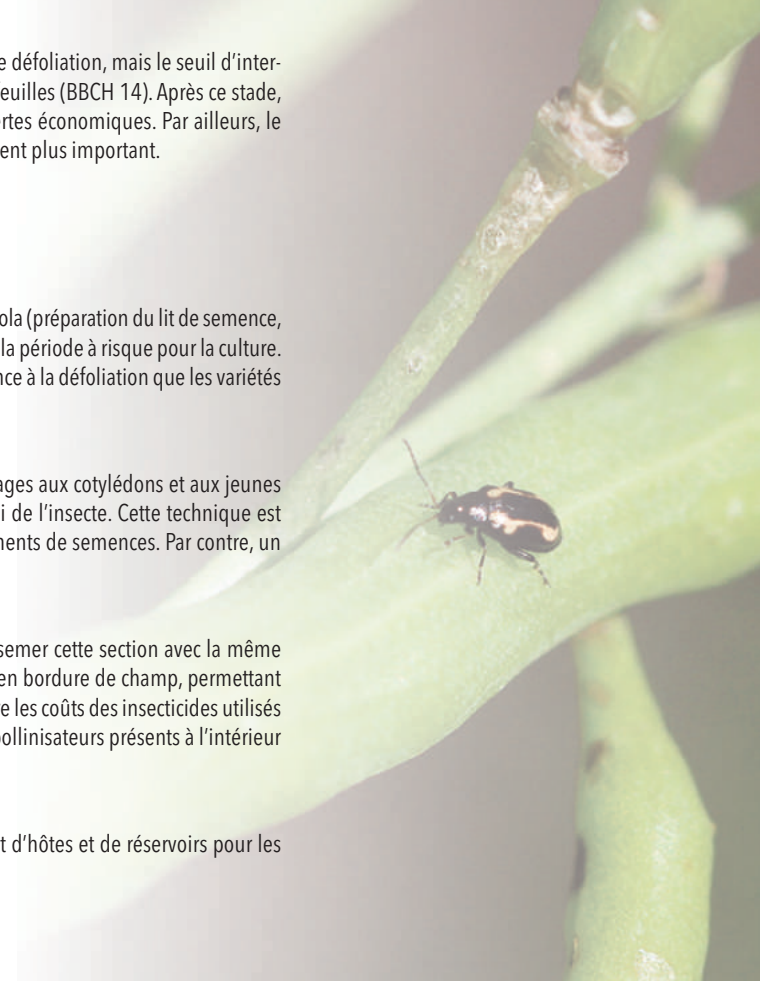 e défoliation, mais le seuil d’inter-
euilles (BBCH 14). Après ce stade,
ertes économiques. Par ailleurs, le
ent plus important.
ola (préparation du lit de semence,
la période à risque pour la culture.
nce à la défoliation que les variétés
ages aux cotylédons et aux jeunes
i de l’insecte. Cette technique est
ments de semences. Par contre, un
semer cette section avec la même
en bordure de champ, permettant
e les coûts des insecticides utilisés
pollinisateurs présents à l’intérieur
t d’hôtes et de réservoirs pour les